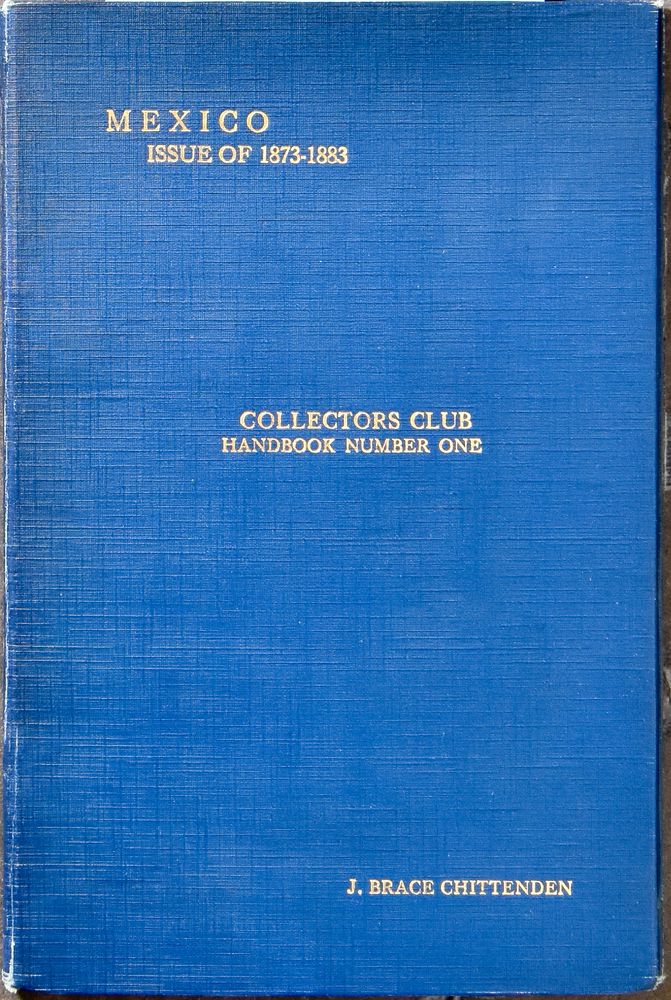 MEXICO
ISSUE OF 1873-1883
COLLECTORS CLUB
HANDBOOK NUMBER ONE
J. BRACE CHITTENDEN